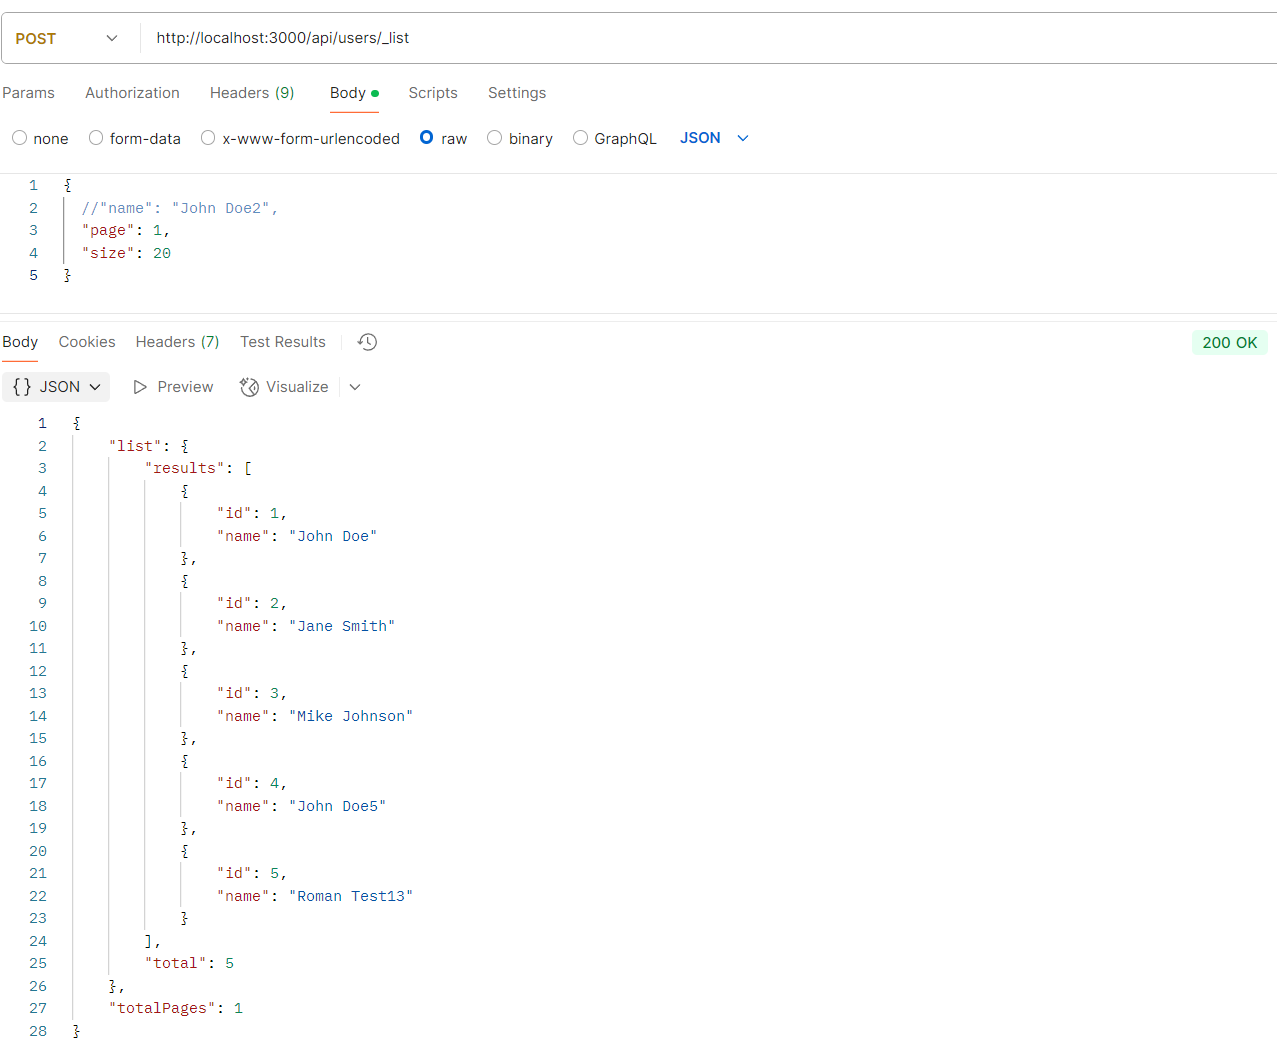 POST http://localhost:3000/api/users/_list
Params Authorization Headers (9) Body Scripts Settings
none form-data x-www-form-urlencoded raw binary GraphQL JSON
1 {
2 //"name": "John Doe2",
3 "page": 1,
4 "size": 20
5 }
Body Cookies Headers (7) Test Results 200 OK
{} JSON Preview Visualize
1 {
2 "list": {
3 "results": [
4 {
5 "id": 1,
6 "name": "John Doe"
7 },
8 {
9 "id": 2,
10 "name": "Jane Smith"
11 },
12 {
13 "id": 3,
14 "name": "Mike Johnson"
15 },
16 {
17 "id": 4,
18 "name": "John Doe5"
19 },
20 {
21 "id": 5,
22 "name": "Roman Test13"
23 }
24 ],
25 "total": 5
26 },
27 "totalPages": 1
28 }